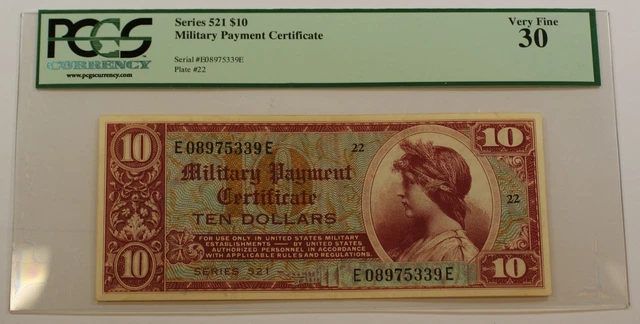 PCGS
CURRENCY
www.pcgscurrency.com
Series 521 $10
Military Payment Certificate
Serial #E08975339E
Plate #22
Very Fine
30
10
10
E08975339E
22
Military Payment
Certificate
TEN DOLLARS
22
FOR USE ONLY IN UNITED STATES MILITARY
ESTABLISHMENTS — BY UNITED STATES
AUTHORIZED PERSONNEL IN ACCORDANCE
WITH APPLICABLE RULES AND REGULATIONS.
10
SERIES 521
E08975339E
10